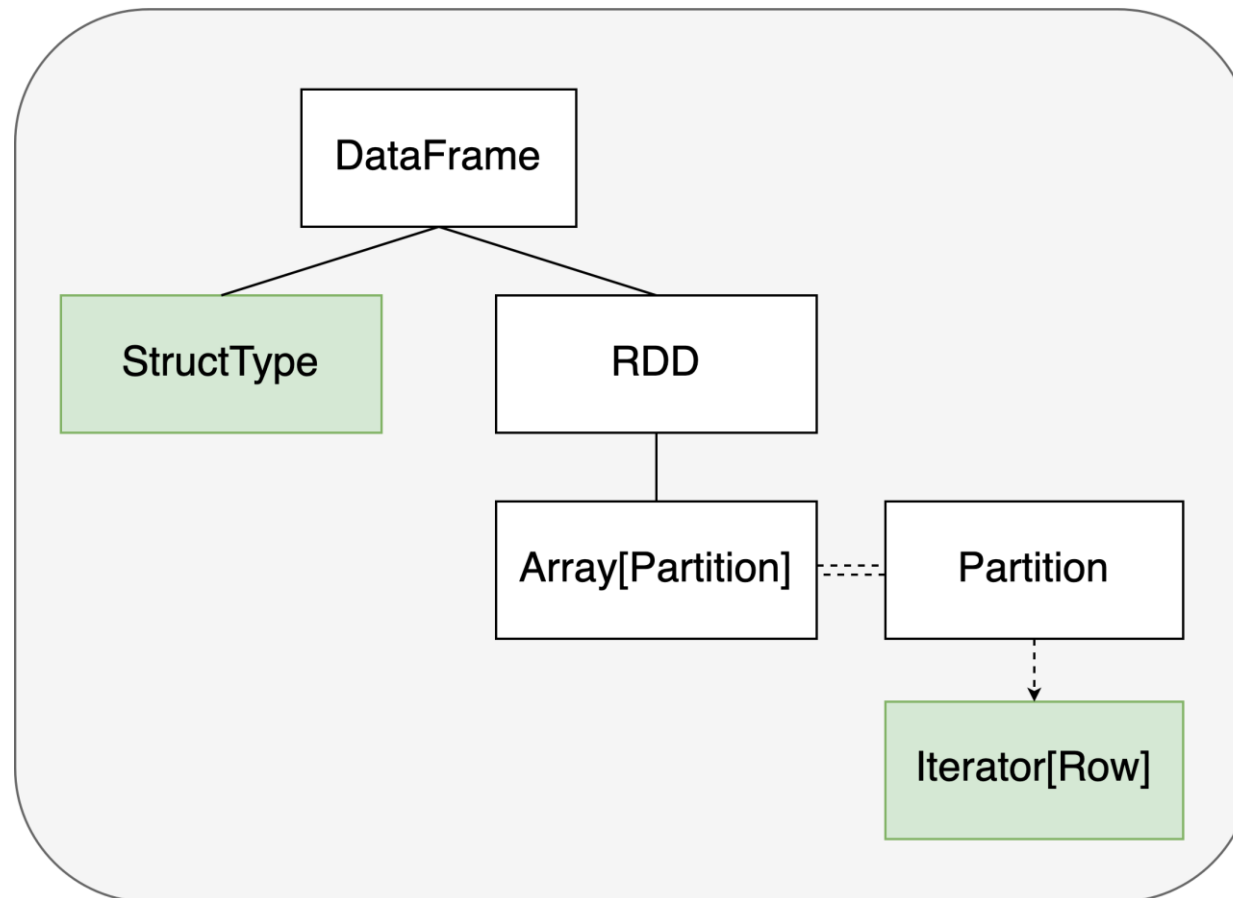 DataFrame
StructType
RDD
Array[Partition]
Partition
Iterator[Row]